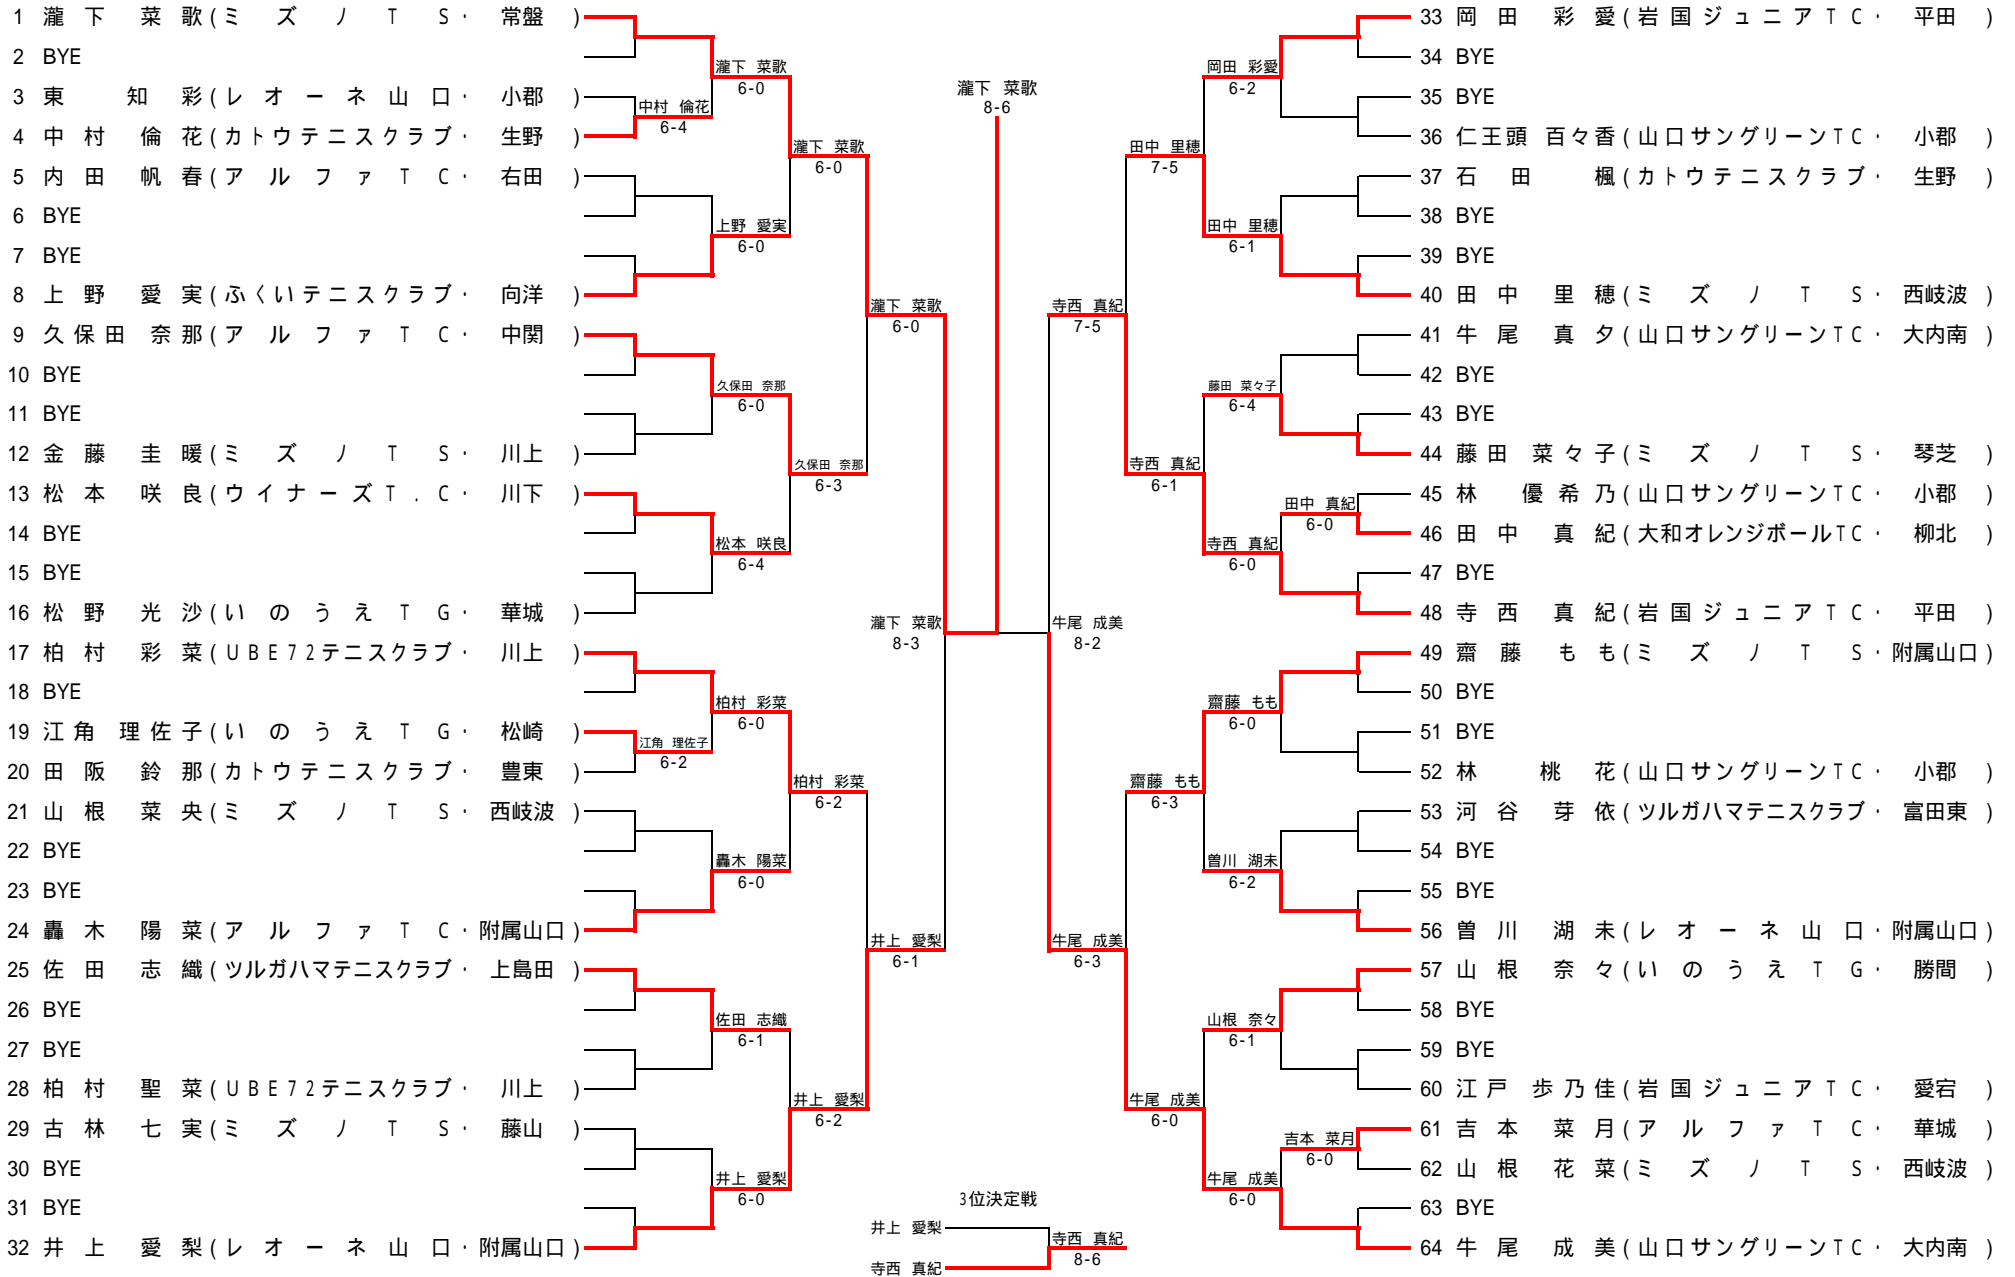 1 瀧下 菜歌(ミズノTS・常盤)
2 BYE
3 東 知彩(レオーネ山口・小郡)
4 中村 倫花(カトウテニスクラブ・生野)
5 内田 帆春(アルファTC・右田)
6 BYE
7 BYE
8 上野 愛実(ふくいテニスクラブ・向洋)
9 久保田 奈那(アルファTC・中関)
10 BYE
11 BYE
12 金藤 圭暖(ミズノTS・川上)
13 松本 咲良(ウイナーズT.C・川下)
14 BYE
15 BYE
16 松野 光沙(いのうえTG・華城)
17 柏村 彩菜(UBE72テニスクラブ・川上)
18 BYE
19 江角 理佐子(いのうえTG・松崎)
20 田阪 鈴那(カトウテニスクラブ・豊東)
21 山根 菜央(ミズノTS・西岐波)
22 BYE
23 BYE
24 轟木 陽菜(アルファTC・附属山口)
25 佐田 志織(ツルガハマテニスクラブ・上島田)
26 BYE
27 BYE
28 柏村 聖菜(UBE72テニスクラブ・川上)
29 古林 七実(ミズノTS・藤山)
30 BYE
31 BYE
32 井上 愛梨(レオーネ山口・附属山口)
中村 倫花
6-4
江角 理佐子
6-2
瀧下 菜歌
6-0
上野 愛実
6-0
久保田 奈那
6-0
松本 咲良
6-4
柏村 彩菜
6-0
轟木 陽菜
6-0
佐田 志織
6-1
井上 愛梨
6-0
瀧下 菜歌
6-0
久保田 奈那
6-3
柏村 彩菜
6-2
井上 愛梨
6-2
瀧下 菜歌
6-0
井上 愛梨
6-1
瀧下 菜歌
8-3
瀧下 菜歌
8-6
牛尾 成美
8-2
寺西 真紀
7-5
牛尾 成美
6-3
田中 里穂
7-5
寺西 真紀
6-1
齋藤 もも
6-3
牛尾 成美
6-0
岡田 彩愛
6-2
田中 里穂
6-1
藤田 菜々子
6-4
寺西 真紀
6-0
齋藤 もも
6-0
曽川 湖未
6-2
山根 奈々
6-1
牛尾 成美
6-0
田中 真紀
6-0
吉本 菜月
6-0
33 岡田 彩愛(岩国ジュニアTC・平田)
34 BYE
35 BYE
36 仁王頭 百々香(山口サングリーンTC・小郡)
37 石田 楓(カトウテニスクラブ・生野)
38 BYE
39 BYE
40 田中 里穂(ミズノTS・西岐波)
41 牛尾 真夕(山口サングリーンTC・大内南)
42 BYE
43 BYE
44 藤田 菜々子(ミズノTS・琴芝)
45 林 優希乃(山口サングリーンTC・小郡)
46 田中 真紀(大和オレンジボールTC・柳北)
47 BYE
48 寺西 真紀(岩国ジュニアTC・平田)
49 齋藤 もも(ミズノTS・附属山口)
50 BYE
51 BYE
52 林 桃花(山口サングリーンTC・小郡)
53 河谷 芽依(ツルガハマテニスクラブ・富田東)
54 BYE
55 BYE
56 曽川 湖未(レオーネ山口・附属山口)
57 山根 奈々(いのうえTG・勝間)
58 BYE
59 BYE
60 江戸 歩乃佳(岩国ジュニアTC・愛宕)
61 吉本 菜月(アルファTC・華城)
62 山根 花菜(ミズノTS・西岐波)
63 BYE
64 牛尾 成美(山口サングリーンTC・大内南)
3位決定戦
井上 愛梨
寺西 真紀
寺西 真紀
8-6